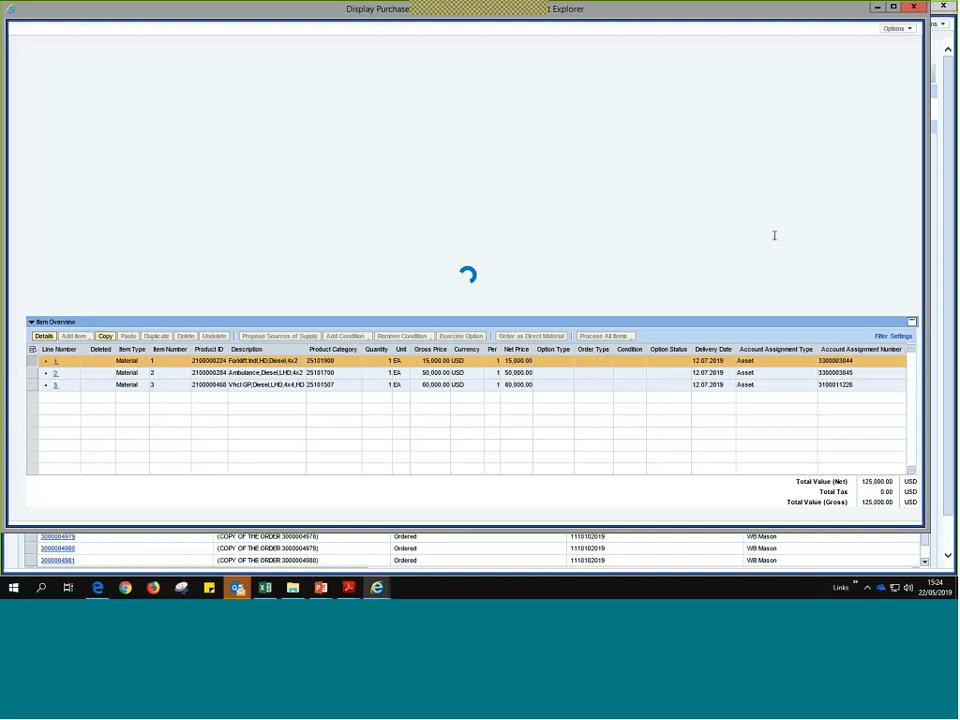 Display Purchase
t Explorer
Options
Item Overview
Details Add Item Copy Paste Duplicate Delete Undelete Propose Sources of Supply Add Condition Remove Condition Exercise Option Order as Direct Material Process All Items Filter Settings
Line Number Deleted Item Type Item Number Product ID Description Product Category Quantity Unit Gross Price Currency Per Net Price Option Type Order Type Condition Option Status Delivery Date Account Assignment Type Account Assignment Number
• 1 Material 1 2100000224 Forklift:Indl,HD,Diesel,4x2 25101900 1 EA 15,000.00 USD 1 15,000.00 12.07.2019 Asset 3300003844
• 2 Material 2 2100000284 Ambulance,Diesel,LHD,4x2 25101700 1 EA 50,000.00 USD 1 50,000.00 12.07.2019 Asset 3300003845
• 3 Material 3 2100000468 Vhcl:GP,Diesel,LHD,4x4,HD 25101507 1 EA 60,000.00 USD 1 60,000.00 12.07.2019 Asset 3100011226
Total Value (Net) 125,000.00 USD
Total Tax 0.00 USD
Total Value (Gross) 125,000.00 USD
3000004979 (COPY OF THE ORDER 3000004978) Ordered 1110102019 WB Mason
3000004980 (COPY OF THE ORDER 3000004979) Ordered 1110102019 WB Mason
3000004981 (COPY OF THE ORDER 3000004980) Ordered 1110102019 WB Mason
Links 15:24
22/05/2019